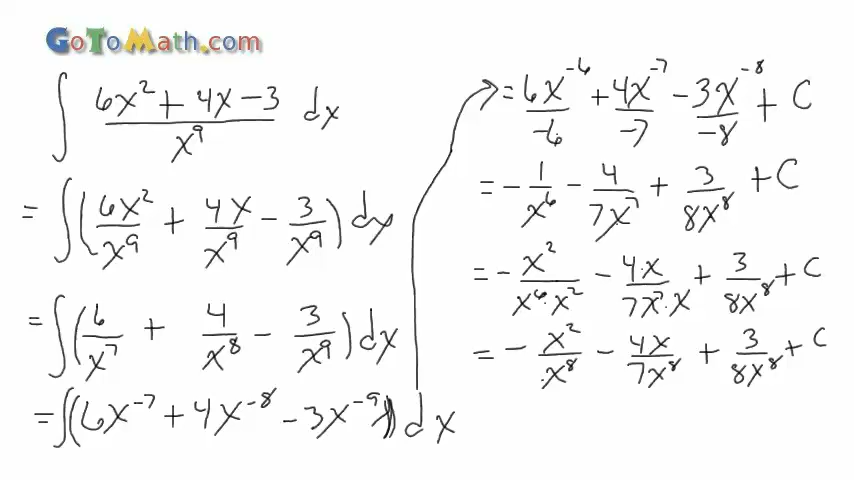 GoToMath.com
∫ (6x² + 4x − 3)/x⁹ dx
= ∫(6x²/x⁹ + 4x/x⁹ − 3/x⁹) dx
= ∫(6/x⁷ + 4/x⁸ − 3/x⁹) dx
= ∫(6x⁻⁷ + 4x⁻⁸ − 3x⁻⁹) dx
= 6x⁻⁶/−6 + 4x⁻⁷/−7 − 3x⁻⁸/−8 + C
= − 1/x⁶ − 4/7x⁷ + 3/8x⁸ + C
= − x²/x⁶·x² − 4·x/7x⁷·x + 3/8x⁸ + C
= − x²/x⁸ − 4x/7x⁸ + 3/8x⁸ + C